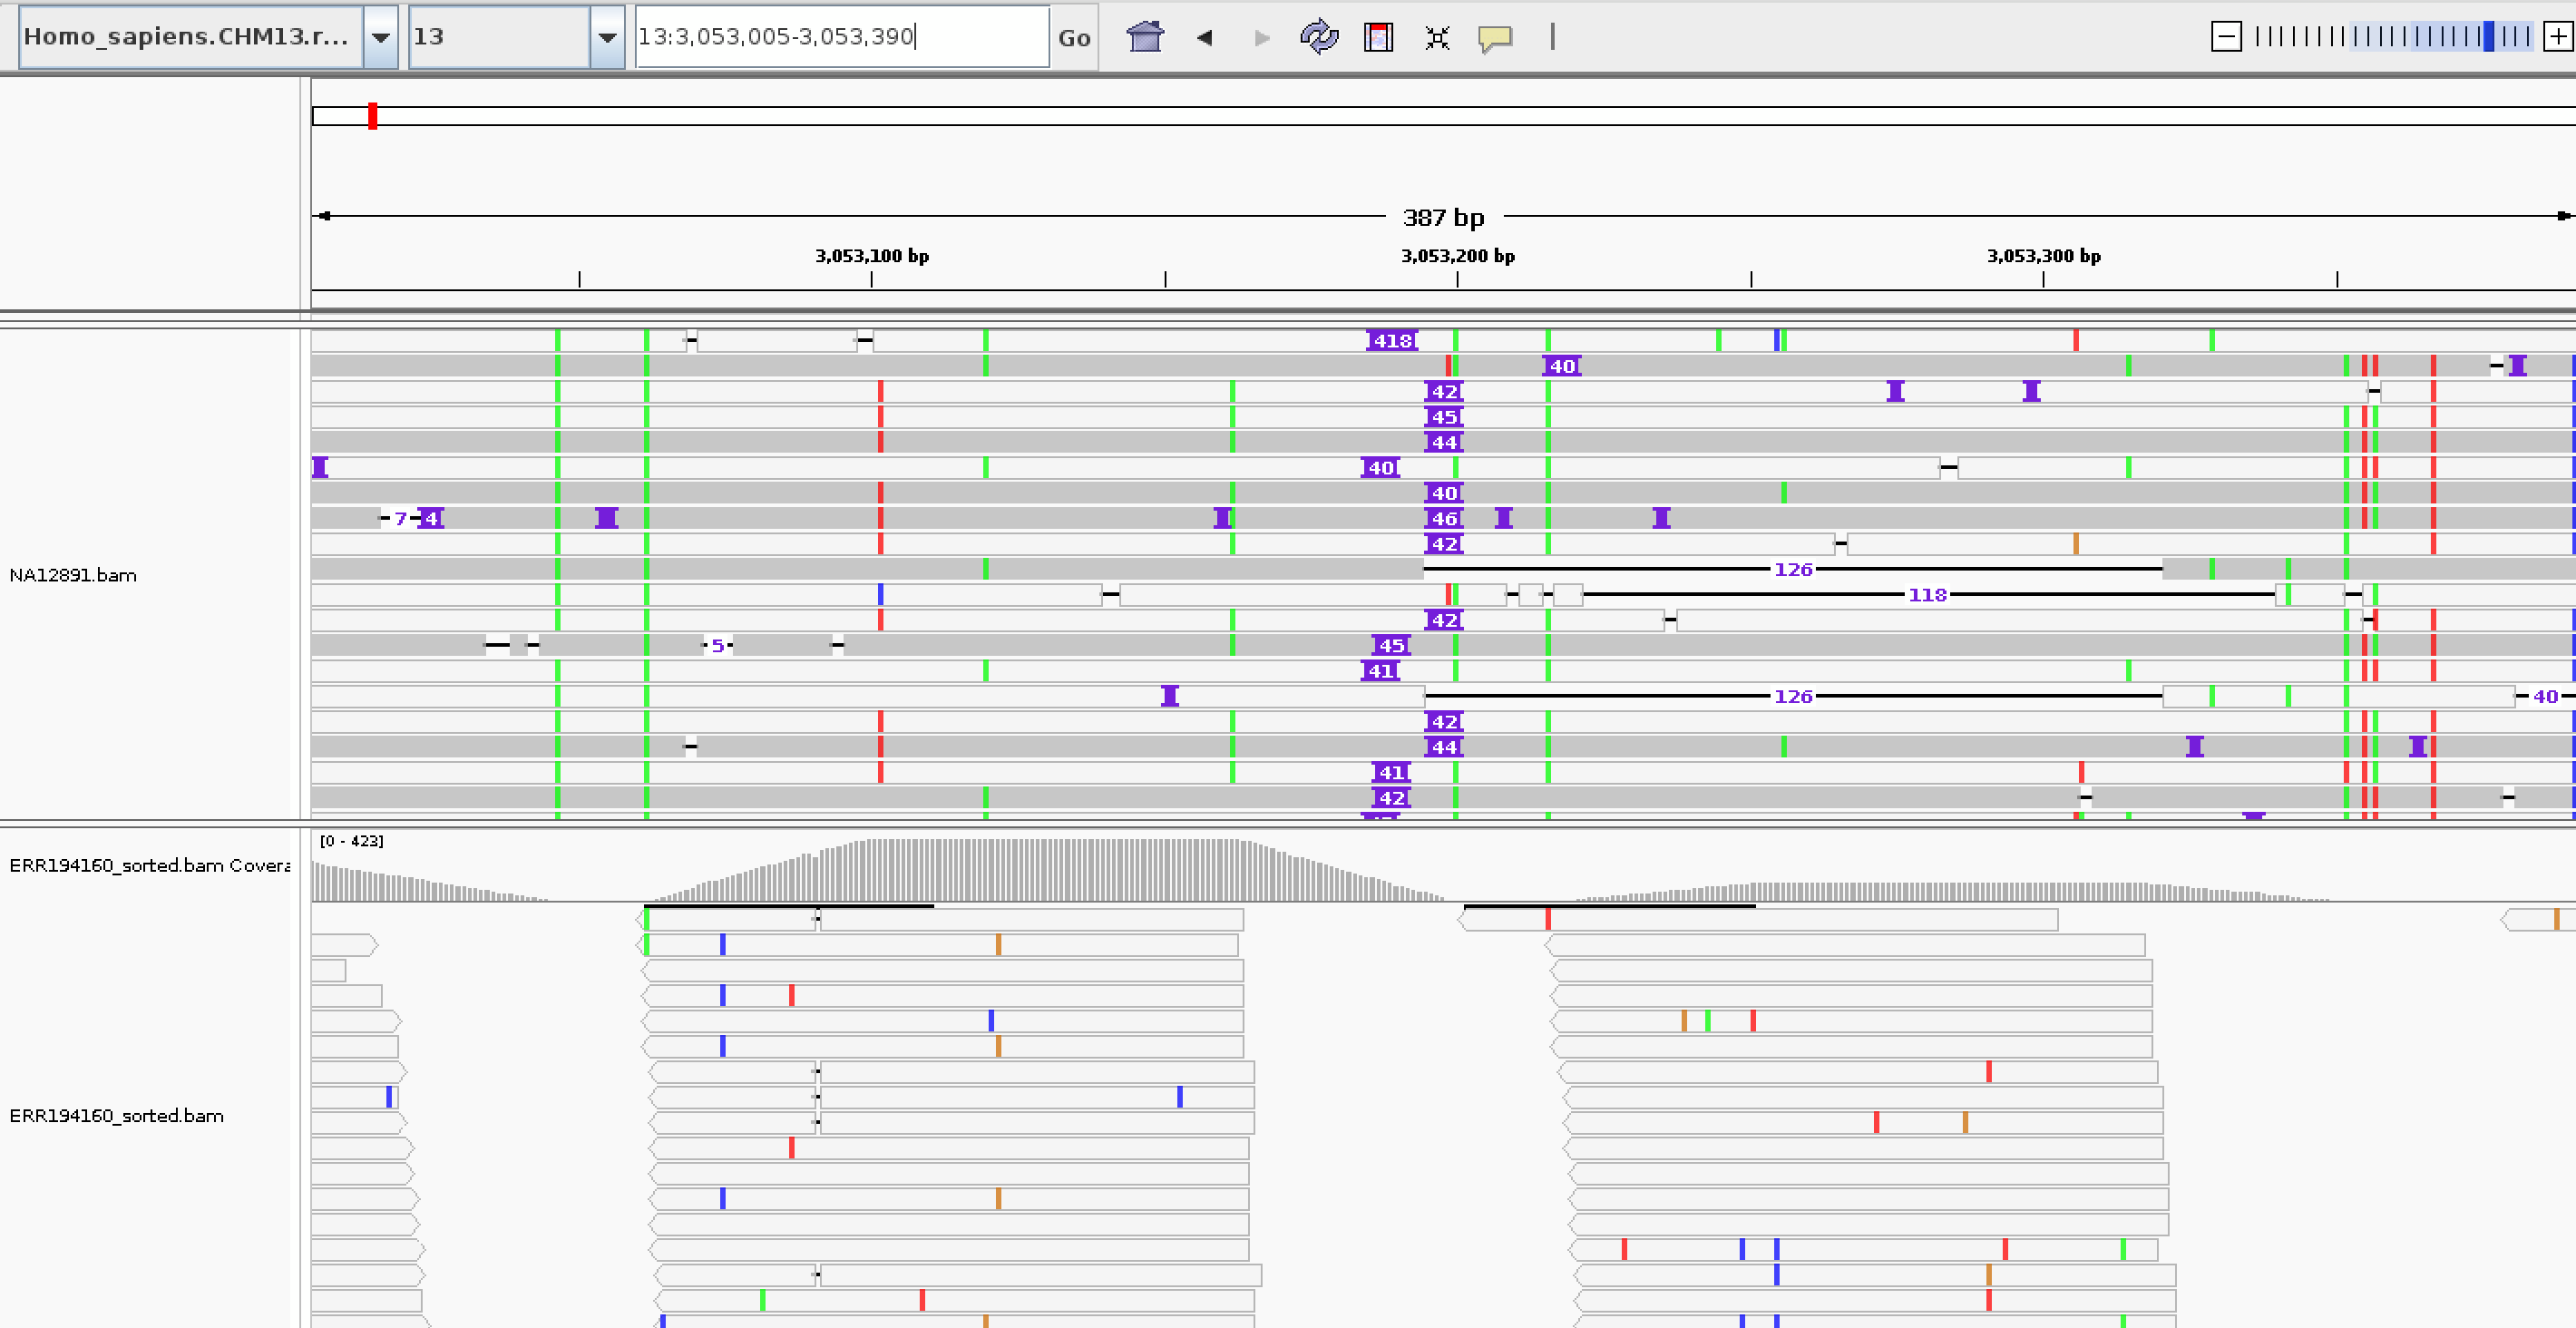 Homo_sapiens.CHM13.r... 13 13:3,053,005-3,053,390 Go
387 bp
3,053,100 bp 3,053,200 bp 3,053,300 bp
418
40
42
45
44
40
40
7 4 46
42
126
118
42
5 45
41
126 40
42
44
41
42
NA12891.bam
[0 - 423]
ERR194160_sorted.bam Covera
ERR194160_sorted.bam